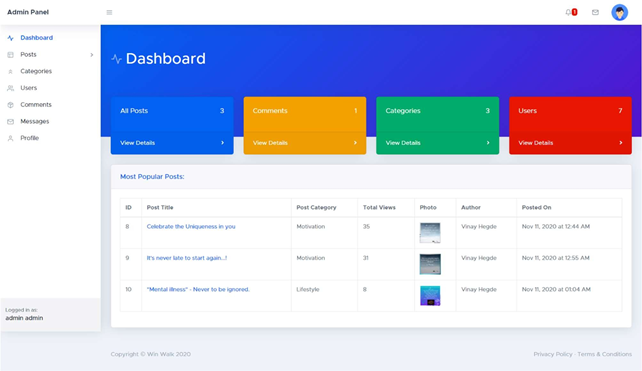 Admin Panel
1
Dashboard
Posts
Categories
Users
Comments
Messages
Profile
Logged in as:
admin admin
Dashboard
All Posts 3
View Details
Comments 1
View Details
Categories 3
View Details
Users 7
View Details
Most Popular Posts:
ID Post Title Post Category Total Views Photo Author Posted On
8 Celebrate the Uniqueness in you Motivation 35 Vinay Hegde Nov 11, 2020 at 12:44 AM
9 It's never late to start again...! Motivation 31 Vinay Hegde Nov 11, 2020 at 12:55 AM
10 "Mental illness" - Never to be ignored. Lifestyle 8 Vinay Hegde Nov 11, 2020 at 01:04 AM
Copyright © Win Walk 2020
Privacy Policy · Terms & Conditions